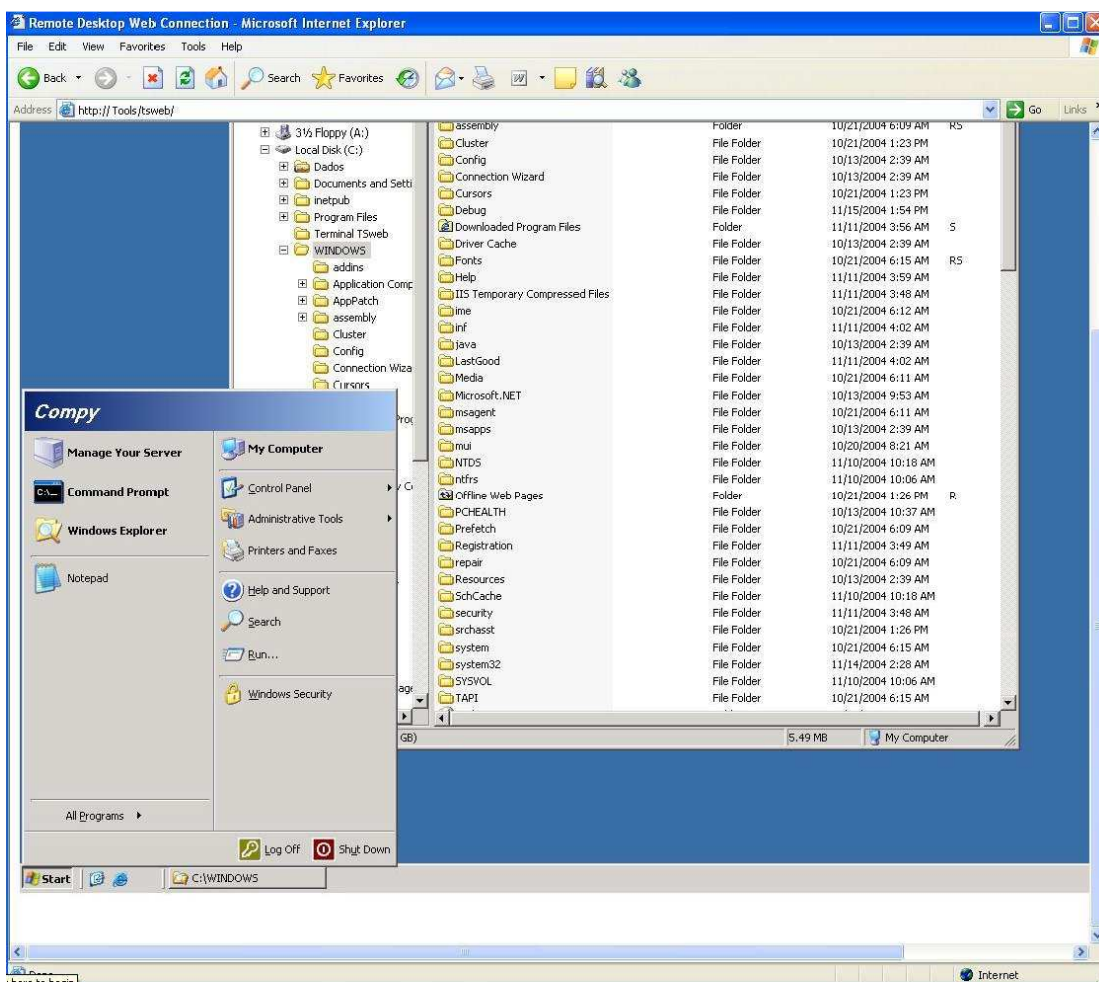 Remote Desktop Web Connection - Microsoft Internet Explorer
File Edit View Favorites Tools Help
Back Search Favorites
Address http://Tools/tsweb/ Go Links
3½ Floppy (A:)
Local Disk (C:)
Dados
Documents and Setti
inetpub
Program Files
Terminal TSweb
WINDOWS
addins
Application Comp
AppPatch
assembly
Cluster
Config
Connection Wiza
Cursors
assembly Folder 10/21/2004 6:09 AM RS
Cluster File Folder 10/21/2004 1:23 PM
Config File Folder 10/13/2004 2:39 AM
Connection Wizard File Folder 10/13/2004 2:39 AM
Cursors File Folder 10/21/2004 1:23 PM
Debug File Folder 11/15/2004 1:54 PM
Downloaded Program Files Folder 11/11/2004 3:56 AM S
Driver Cache File Folder 10/13/2004 2:39 AM
Fonts File Folder 10/21/2004 6:15 AM RS
Help File Folder 11/11/2004 3:59 AM
IIS Temporary Compressed Files File Folder 11/11/2004 3:48 AM
ime File Folder 10/21/2004 6:12 AM
inf File Folder 11/11/2004 4:02 AM
java File Folder 10/13/2004 2:39 AM
LastGood File Folder 11/11/2004 4:02 AM
Media File Folder 10/21/2004 6:11 AM
Microsoft.NET File Folder 10/13/2004 9:53 AM
msagent File Folder 10/21/2004 6:11 AM
msapps File Folder 10/13/2004 2:39 AM
mui File Folder 10/20/2004 8:21 AM
NTDS File Folder 11/10/2004 10:18 AM
ntfrs File Folder 11/10/2004 10:06 AM
Offline Web Pages Folder 10/21/2004 1:26 PM R
PCHEALTH File Folder 10/13/2004 10:37 AM
Prefetch File Folder 10/21/2004 6:09 AM
Registration File Folder 11/11/2004 3:49 AM
repair File Folder 10/21/2004 6:09 AM
Resources File Folder 10/13/2004 2:39 AM
SchCache File Folder 11/10/2004 10:18 AM
security File Folder 11/11/2004 3:48 AM
srchasst File Folder 10/21/2004 1:26 PM
system File Folder 10/21/2004 6:15 AM
system32 File Folder 11/14/2004 2:28 AM
SYSVOL File Folder 11/10/2004 10:06 AM
TAPI File Folder 10/21/2004 6:15 AM
GB) 5.49 MB My Computer
Compy
Manage Your Server
Command Prompt
Windows Explorer
Notepad
All Programs
My Computer
Control Panel
Administrative Tools
Printers and Faxes
Help and Support
Search
Run...
Windows Security
Log Off Shut Down
Start C:\WINDOWS
Internet